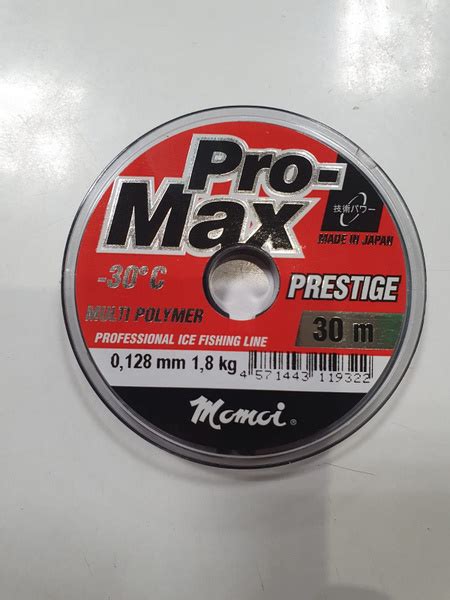 Pro-
Max
技術パワー
MADE IN JAPAN
-30°C
PRESTIGE
MULTI POLYMER
30 m
PROFESSIONAL ICE FISHING LINE
0,128 mm 1,8 kg
4 571443 119322
Momoi